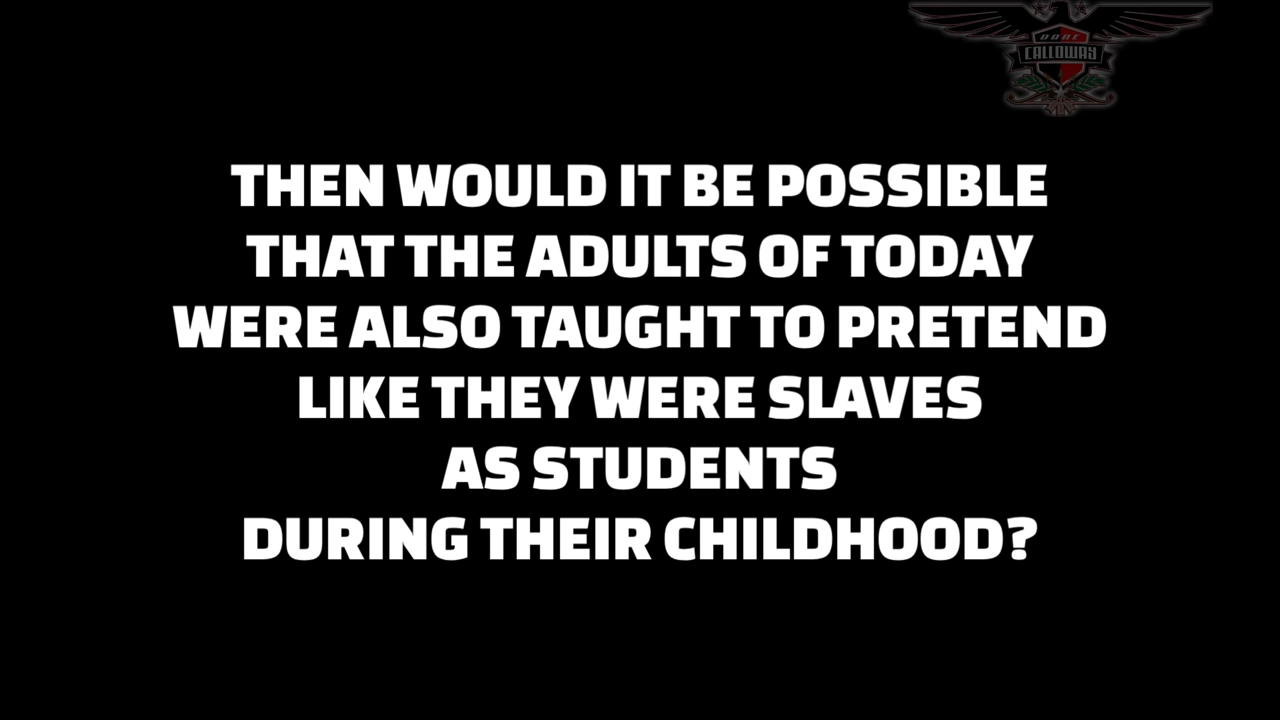 DANE
CALLOWAY
THEN WOULD IT BE POSSIBLE
THAT THE ADULTS OF TODAY
WERE ALSO TAUGHT TO PRETEND
LIKE THEY WERE SLAVES
AS STUDENTS
DURING THEIR CHILDHOOD?